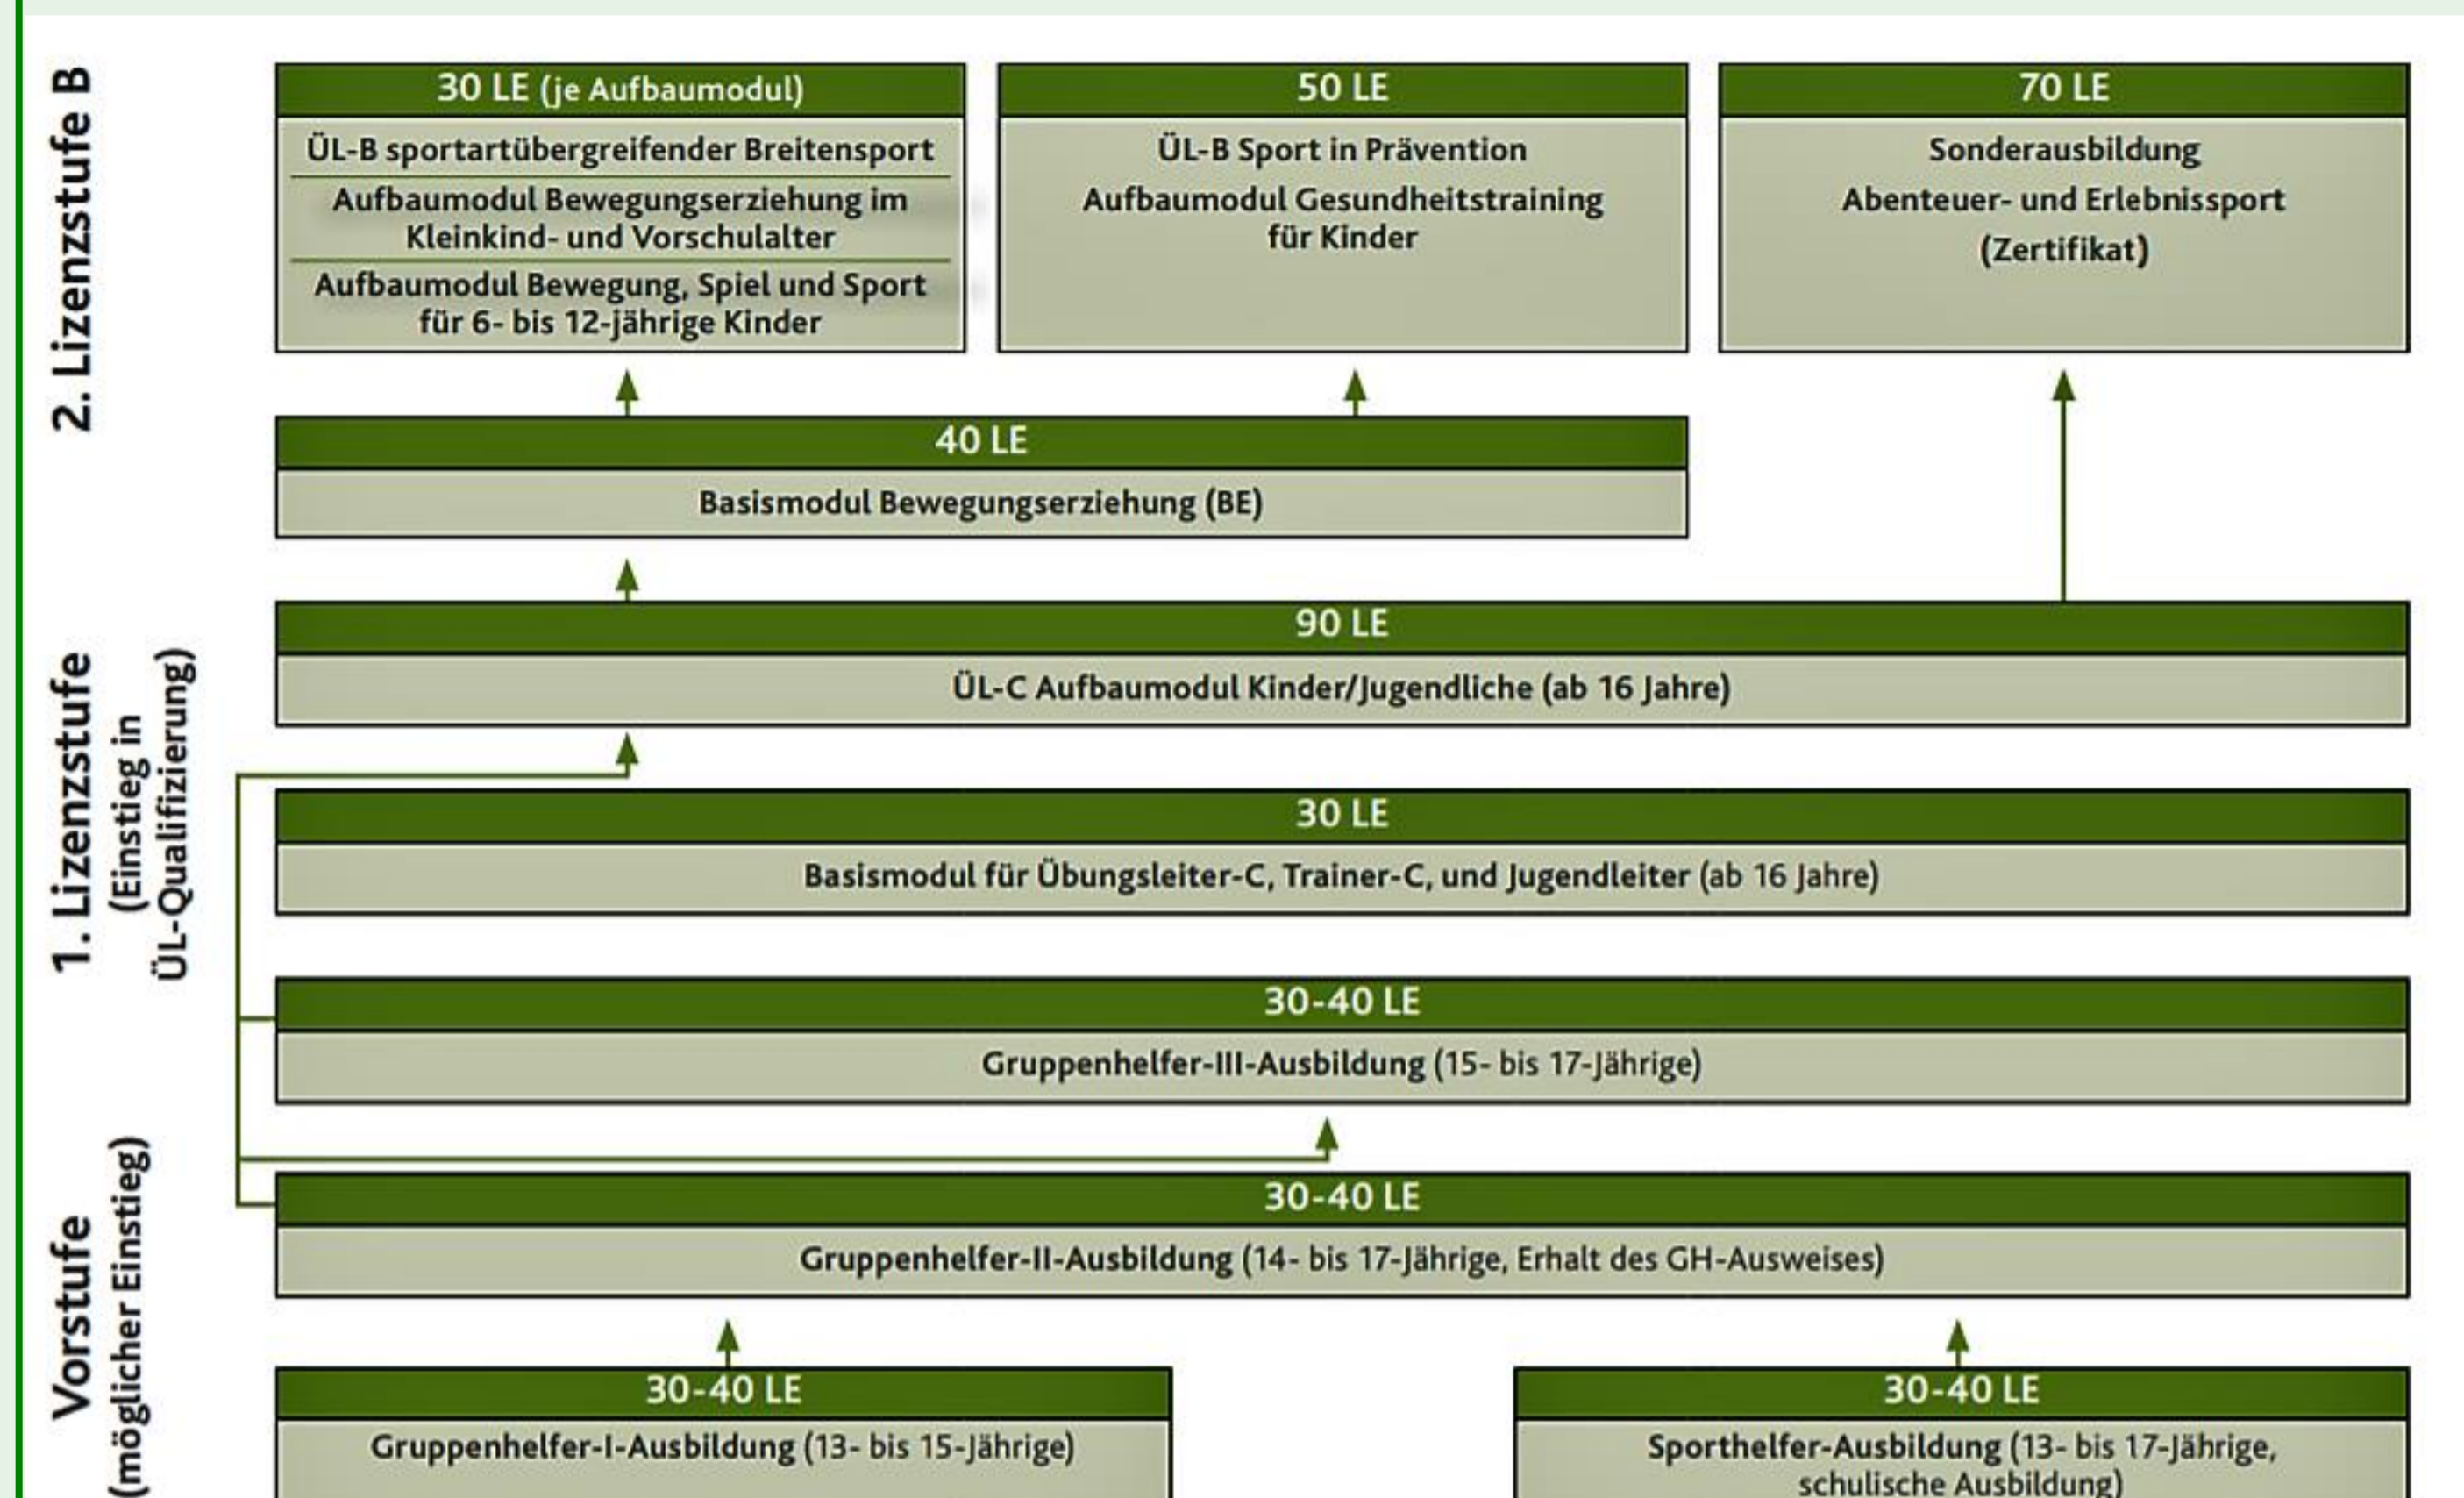 2. Lizenzstufe B
30 LE (je Aufbaumodul)
ÜL-B sportartübergreifender Breitensport
Aufbaumodul Bewegungserziehung im
Kleinkind- und Vorschulalter
Aufbaumodul Bewegung, Spiel und Sport
für 6- bis 12-jährige Kinder
50 LE
ÜL-B Sport in Prävention
Aufbaumodul Gesundheitstraining
für Kinder
70 LE
Sonderausbildung
Abenteuer- und Erlebnissport
(Zertifikat)
40 LE
Basismodul Bewegungserziehung (BE)
1. Lizenzstufe
(Einstieg in
ÜL-Qualifizierung)
90 LE
ÜL-C Aufbaumodul Kinder/Jugendliche (ab 16 Jahre)
30 LE
Basismodul für Übungsleiter-C, Trainer-C, und Jugendleiter (ab 16 Jahre)
30-40 LE
Gruppenhelfer-III-Ausbildung (15- bis 17-Jährige)
Vorstufe
(möglicher Einstieg)
30-40 LE
Gruppenhelfer-II-Ausbildung (14- bis 17-Jährige, Erhalt des GH-Ausweises)
30-40 LE
Gruppenhelfer-I-Ausbildung (13- bis 15-Jährige)
30-40 LE
Sporthelfer-Ausbildung (13- bis 17-Jährige,
schulische Ausbildung)